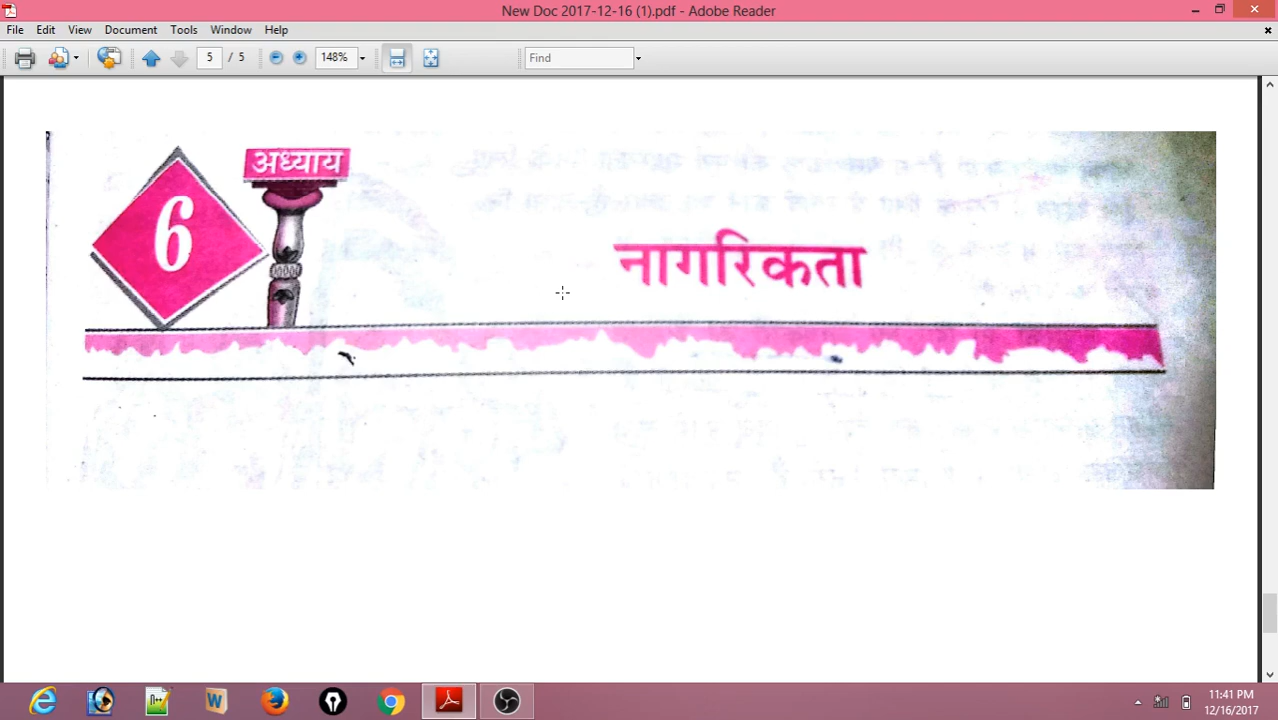 New Doc 2017-12-16 (1).pdf - Adobe Reader
File Edit View Document Tools Window Help
5 / 5 148% Find
अध्याय
6
नागरिकता
11:41 PM
12/16/2017